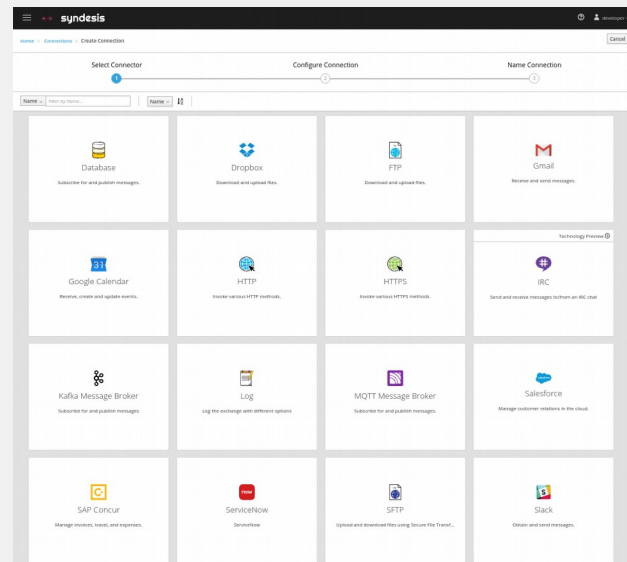 syndesis
developer
Home > Connections > Create Connection
Cancel
Select Connector
Configure Connection
Name Connection
1
2
3
Name
Filter by Name...
Name
Database
Subscribe for and publish messages.
Dropbox
Download and upload files.
FTP
Download and upload files.
Gmail
Receive and send messages.
31
Google Calendar
Receive, create and update events.
HTTP
Invoke various HTTP methods.
HTTPS
Invoke various HTTPS methods.
Technology Preview
IRC
Send and receive messages to/from an IRC chat
Kafka Message Broker
Subscribe for and publish messages
Log
Log the exchange with different options
MQTT Message Broker
Subscribe for and publish messages.
Salesforce
Manage customer relations in the cloud.
SAP Concur
Manage invoices, travel, and expenses.
now
ServiceNow
ServiceNow
SFTP
Upload and download files using Secure File Transf...
Slack
Obtain and send messages.